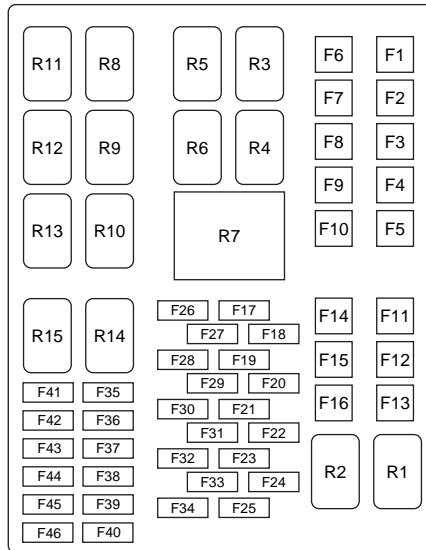 R11 R8 R5 R3 F6 F1
F7 F2
R12 R9 R6 R4 F8 F3
F9 F4
R13 R10 R7 F10 F5
F26 F17 F14 F11
F27 F18
R15 R14 F28 F19 F15 F12
F29 F20
F41 F35 F30 F21 F16 F13
F42 F36 F31 F22
F43 F37 F32 F23
F44 F38 F33 F24 R2 R1
F45 F39 F34 F25
F46 F40